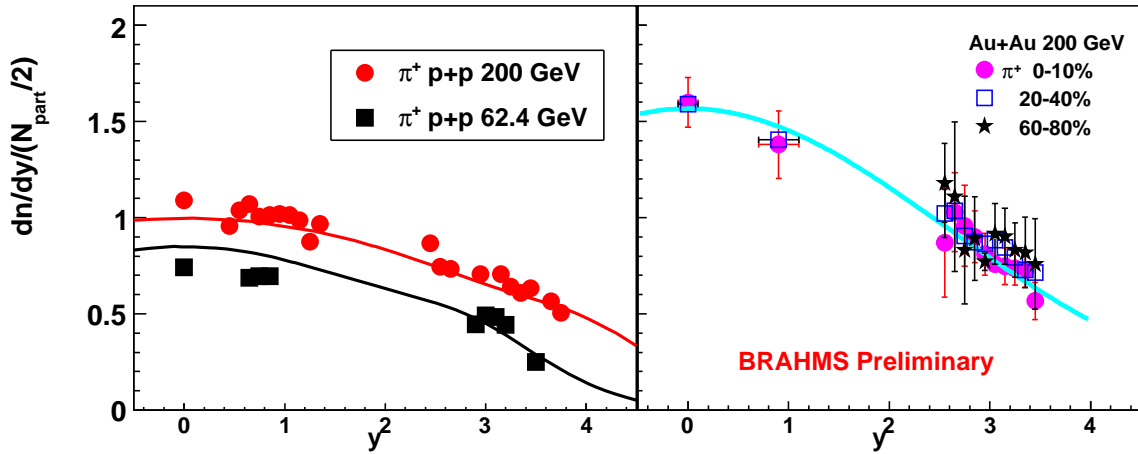 dn/dy/(N_part/2)
2
1.5
1
0.5
0
π⁺ p+p 200 GeV
π⁺ p+p 62.4 GeV
0 1 2 3 4
y
Au+Au 200 GeV
π⁺ 0-10%
20-40%
60-80%
BRAHMS Preliminary
0 1 2 3 4
y